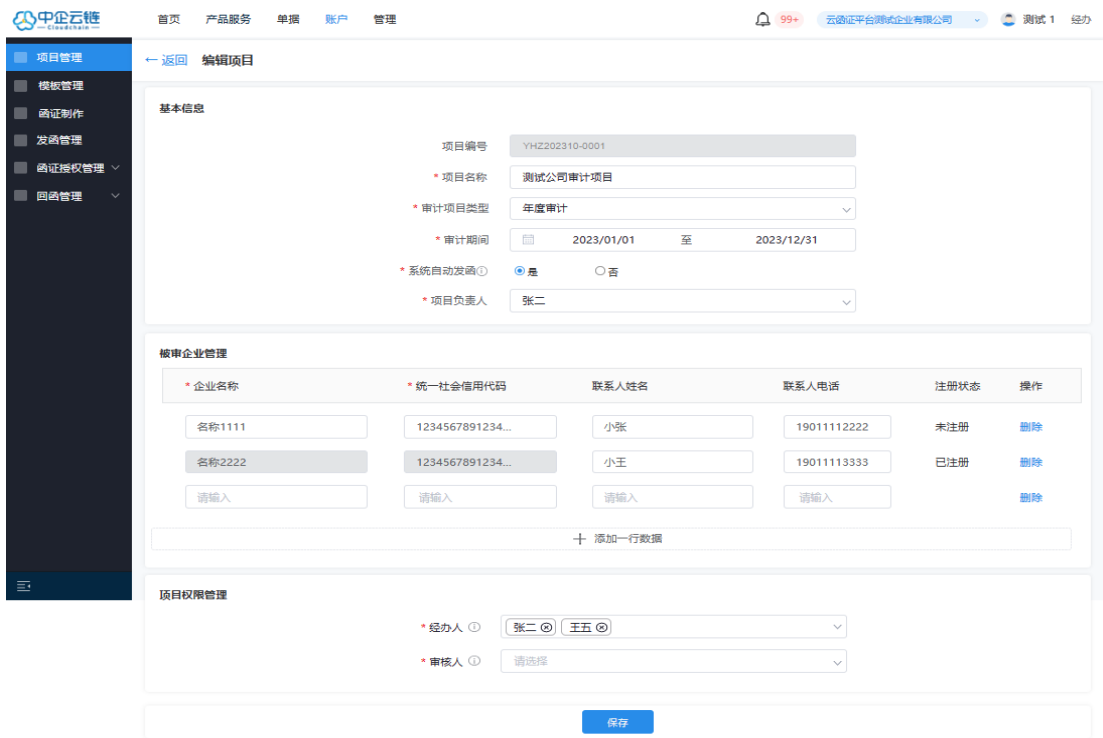 中企云链 首页 产品服务 单据 账户 管理 99+ 云函证平台测试企业有限公司 测试 1 经办
Cloudchain
项目管理
模板管理
函证制作
发函管理
函证授权管理
回函管理
← 返回 编辑项目
基本信息
项目编号 YHZ202310-0001
* 项目名称 测试公司审计项目
* 审计项目类型 年度审计
* 审计期间 2023/01/01 至 2023/12/31
* 系统自动发函 是 否
* 项目负责人 张二
被审企业管理
* 企业名称 * 统一社会信用代码 联系人姓名 联系人电话 注册状态 操作
名称1111 1234567891234... 小张 19011112222 未注册 删除
名称2222 1234567891234... 小王 19011113333 已注册 删除
请输入 请输入 请输入 请输入 删除
+ 添加一行数据
项目权限管理
* 经办人 张二 王五
* 审核人 请选择
保存